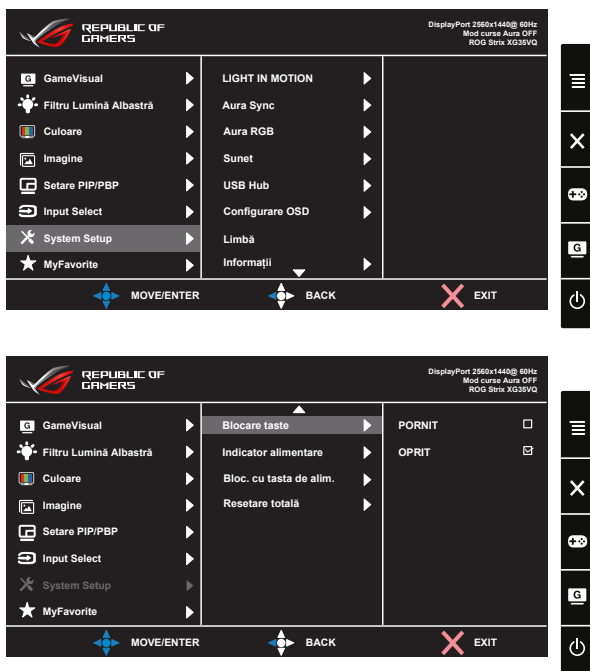 REPUBLIC OF
GAMERS
DisplayPort 2560x1440@ 60Hz
Mod curse Aura OFF
ROG Strix XG35VQ
G GameVisual
Filtru Lumină Albastră
Culoare
Imagine
Setare PIP/PBP
Input Select
System Setup
MyFavorite
LIGHT IN MOTION
Aura Sync
Aura RGB
Sunet
USB Hub
Configurare OSD
Limbă
Informații
MOVE/ENTER
BACK
EXIT
G
REPUBLIC OF
GAMERS
DisplayPort 2560x1440@ 60Hz
Mod curse Aura OFF
ROG Strix XG35VQ
G GameVisual
Filtru Lumină Albastră
Culoare
Imagine
Setare PIP/PBP
Input Select
System Setup
MyFavorite
Blocare taste
Indicator alimentare
Bloc. cu tasta de alim.
Resetare totală
PORNIT
OPRIT
MOVE/ENTER
BACK
EXIT
G